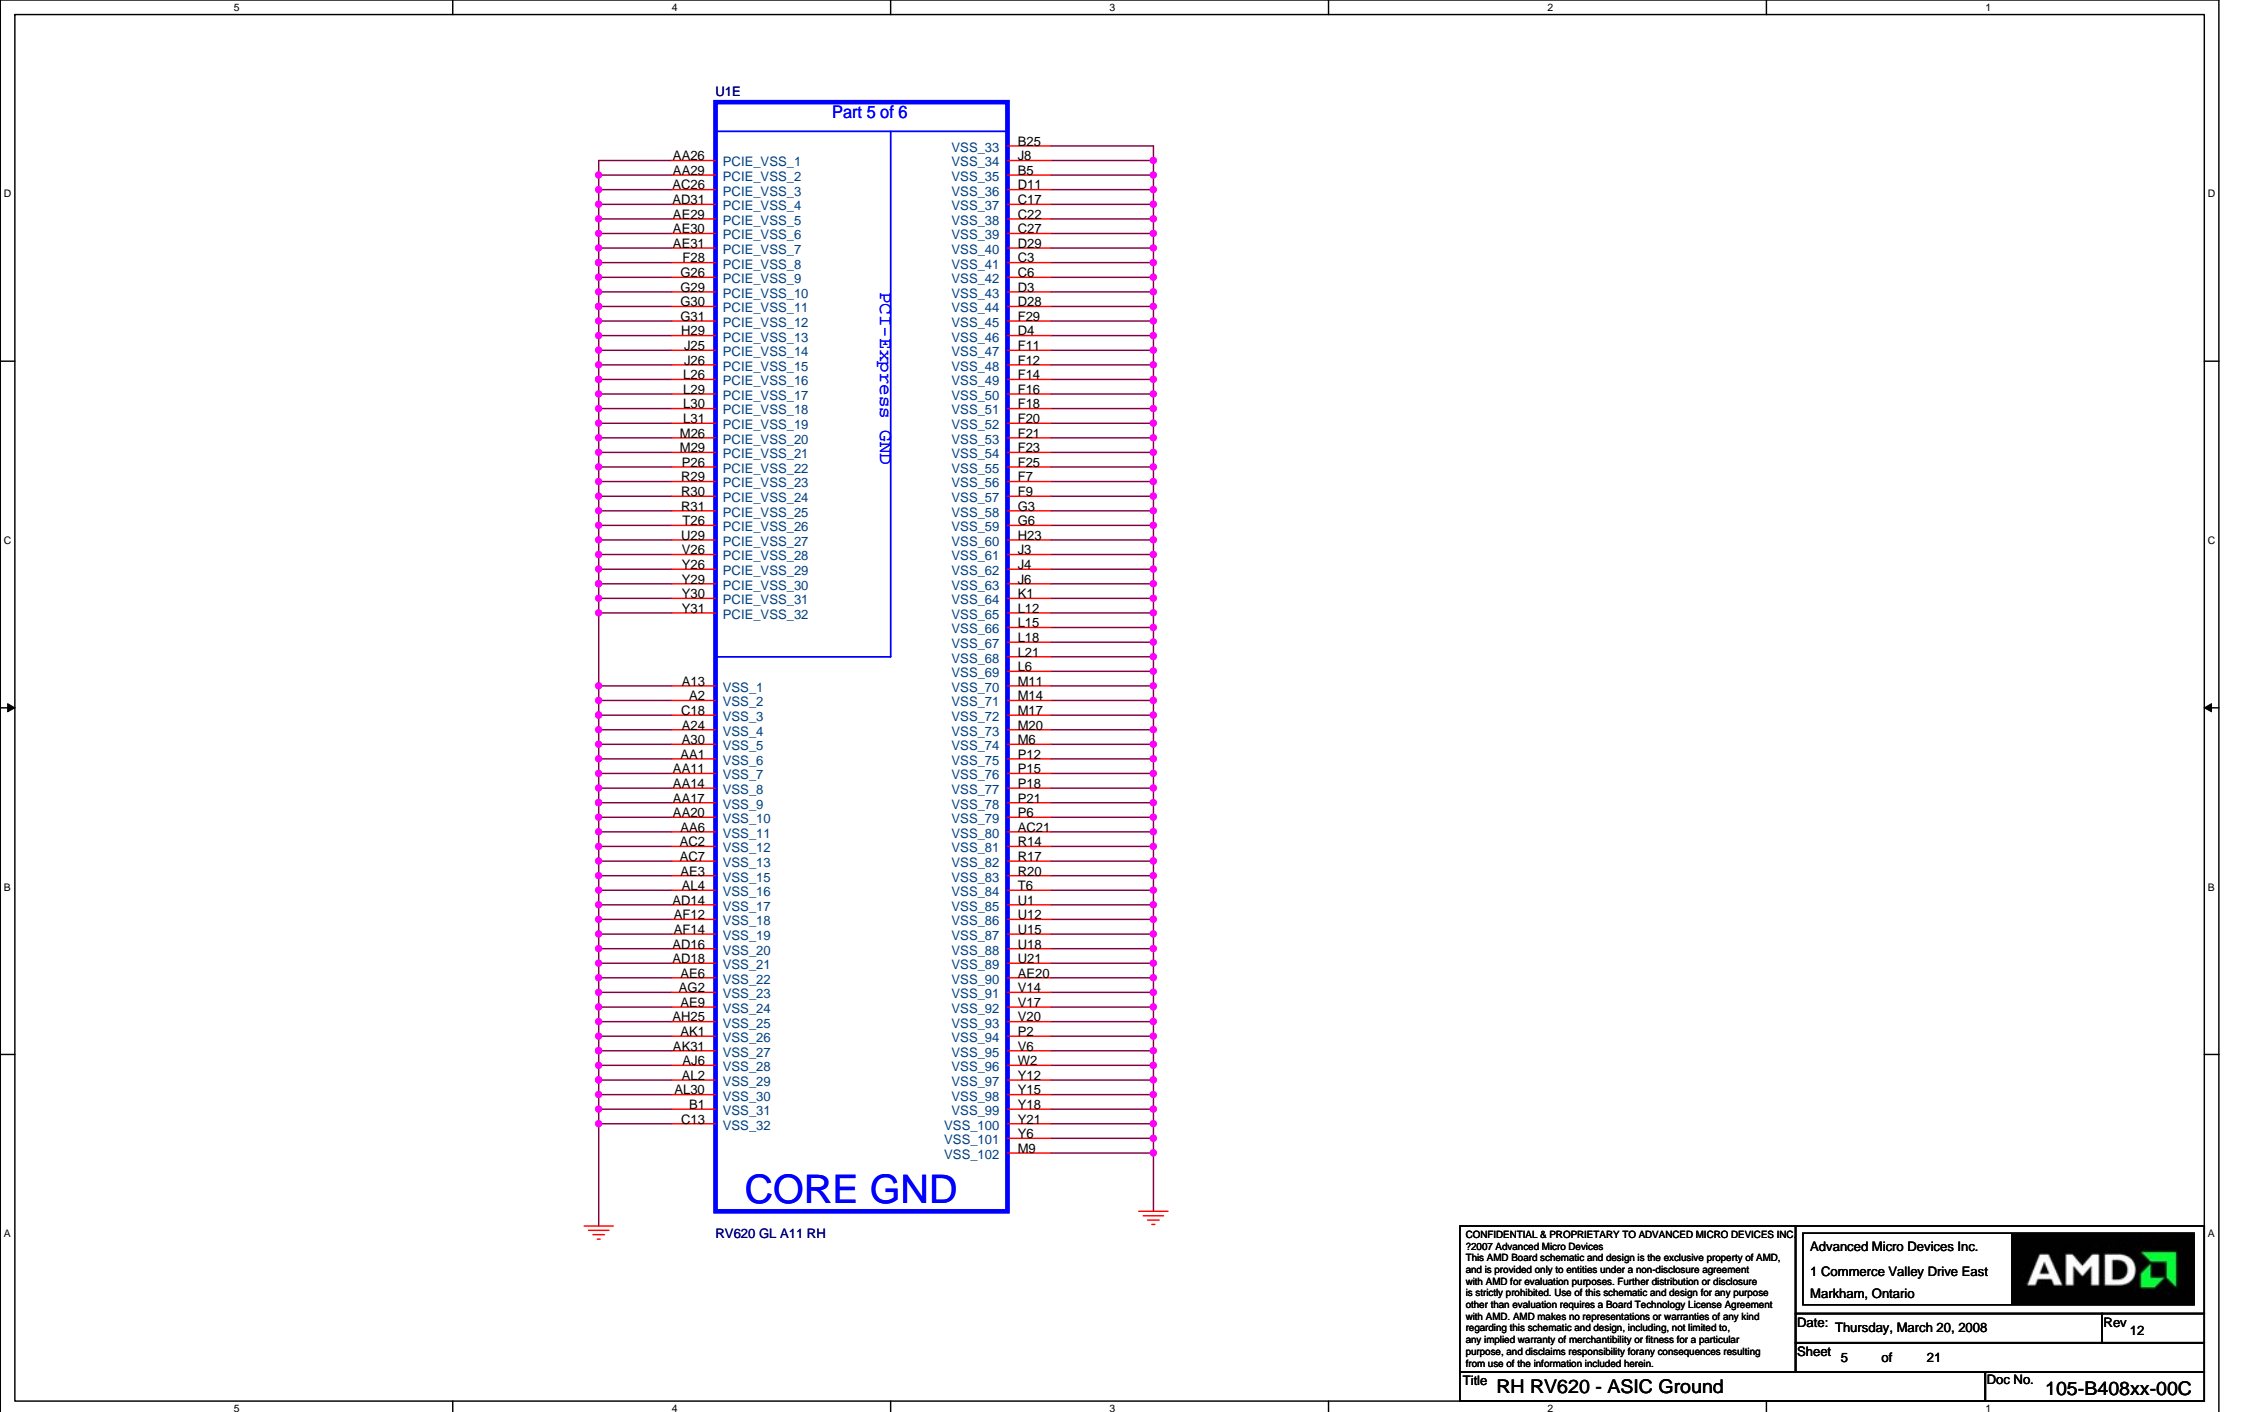 5 4 3 2 1
U1E
Part 5 of 6
PCI-Express GND
AA26 PCIE_VSS_1
AA29 PCIE_VSS_2
AC26 PCIE_VSS_3
AD31 PCIE_VSS_4
AE29 PCIE_VSS_5
AE30 PCIE_VSS_6
AE31 PCIE_VSS_7
F28 PCIE_VSS_8
G26 PCIE_VSS_9
G29 PCIE_VSS_10
G30 PCIE_VSS_11
G31 PCIE_VSS_12
H29 PCIE_VSS_13
J25 PCIE_VSS_14
J26 PCIE_VSS_15
L26 PCIE_VSS_16
L29 PCIE_VSS_17
L30 PCIE_VSS_18
L31 PCIE_VSS_19
M26 PCIE_VSS_20
M29 PCIE_VSS_21
P26 PCIE_VSS_22
R29 PCIE_VSS_23
R30 PCIE_VSS_24
R31 PCIE_VSS_25
T26 PCIE_VSS_26
U29 PCIE_VSS_27
V26 PCIE_VSS_28
Y26 PCIE_VSS_29
Y29 PCIE_VSS_30
Y30 PCIE_VSS_31
Y31 PCIE_VSS_32
A13 VSS_1
A2 VSS_2
C18 VSS_3
A24 VSS_4
A30 VSS_5
AA1 VSS_6
AA11 VSS_7
AA14 VSS_8
AA17 VSS_9
AA20 VSS_10
AA6 VSS_11
AC2 VSS_12
AC7 VSS_13
AE3 VSS_15
AL4 VSS_16
AD14 VSS_17
AF12 VSS_18
AF14 VSS_19
AD16 VSS_20
AD18 VSS_21
AE6 VSS_22
AG2 VSS_23
AE9 VSS_24
AH25 VSS_25
AK1 VSS_26
AK31 VSS_27
AJ6 VSS_28
AL2 VSS_29
AL30 VSS_30
B1 VSS_31
C13 VSS_32
VSS_33 B25
VSS_34 J8
VSS_35 B5
VSS_36 D11
VSS_37 C17
VSS_38 C22
VSS_39 C27
VSS_40 D29
VSS_41 C3
VSS_42 C6
VSS_43 D3
VSS_44 D28
VSS_45 F29
VSS_46 D4
VSS_47 F11
VSS_48 F12
VSS_49 F14
VSS_50 F16
VSS_51 F18
VSS_52 F20
VSS_53 F21
VSS_54 F23
VSS_55 F25
VSS_56 F7
VSS_57 F9
VSS_58 G3
VSS_59 G6
VSS_60 H23
VSS_61 J3
VSS_62 J4
VSS_63 J6
VSS_64 K1
VSS_65 L12
VSS_66 L15
VSS_67 L18
VSS_68 L21
VSS_69 L6
VSS_70 M11
VSS_71 M14
VSS_72 M17
VSS_73 M20
VSS_74 M6
VSS_75 P12
VSS_76 P15
VSS_77 P18
VSS_78 P21
VSS_79 P6
VSS_80 AC21
VSS_81 R14
VSS_82 R17
VSS_83 R20
VSS_84 T6
VSS_85 U1
VSS_86 U12
VSS_87 U15
VSS_88 U18
VSS_89 U21
VSS_90 AE20
VSS_91 V14
VSS_92 V17
VSS_93 V20
VSS_94 P2
VSS_95 V6
VSS_96 W2
VSS_97 Y12
VSS_98 Y15
VSS_99 Y18
VSS_100 Y21
VSS_101 Y6
VSS_102 M9
CORE GND
RV620 GL A11 RH
D D
C C
B B
A A
CONFIDENTIAL & PROPRIETARY TO ADVANCED MICRO DEVICES INC
?2007 Advanced Micro Devices
This AMD Board schematic and design is the exclusive property of AMD,
and is provided only to entities under a non-disclosure agreement
with AMD for evaluation purposes. Further distribution or disclosure
is strictly prohibited. Use of this schematic and design for any purpose
other than evaluation requires a Board Technology License Agreement
with AMD. AMD makes no representations or warranties of any kind
regarding this schematic and design, including, not limited to,
any implied warranty of merchantibility or fitness for a particular
purpose, and disclaims responsibility forany consequences resulting
from use of the information included herein.
Advanced Micro Devices Inc.
1 Commerce Valley Drive East
Markham, Ontario
AMD
Date: Thursday, March 20, 2008
Rev 12
Sheet 5 of 21
Title RH RV620 - ASIC Ground
Doc No. 105-B408xx-00C
5 4 3 2 1